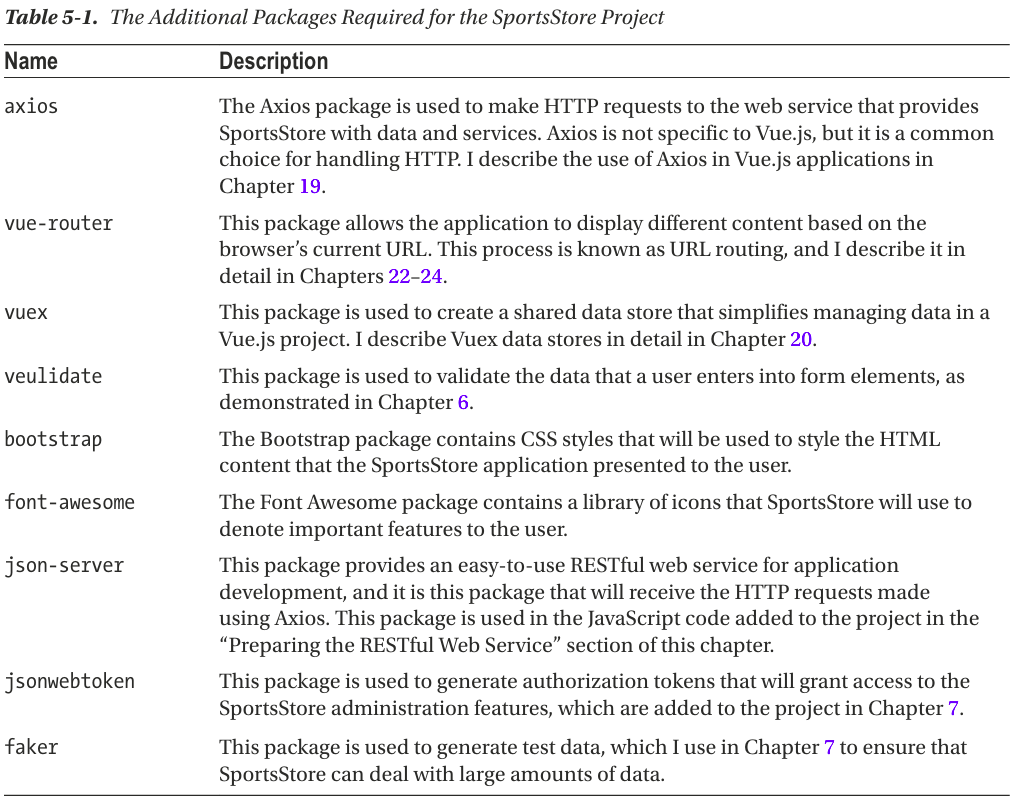 Table 5-1. The Additional Packages Required for the SportsStore Project
Name Description
axios The Axios package is used to make HTTP requests to the web service that provides
SportsStore with data and services. Axios is not specific to Vue.js, but it is a common
choice for handling HTTP. I describe the use of Axios in Vue.js applications in
Chapter 19.
vue-router This package allows the application to display different content based on the
browser’s current URL. This process is known as URL routing, and I describe it in
detail in Chapters 22–24.
vuex This package is used to create a shared data store that simplifies managing data in a
Vue.js project. I describe Vuex data stores in detail in Chapter 20.
veulidate This package is used to validate the data that a user enters into form elements, as
demonstrated in Chapter 6.
bootstrap The Bootstrap package contains CSS styles that will be used to style the HTML
content that the SportsStore application presented to the user.
font-awesome The Font Awesome package contains a library of icons that SportsStore will use to
denote important features to the user.
json-server This package provides an easy-to-use RESTful web service for application
development, and it is this package that will receive the HTTP requests made
using Axios. This package is used in the JavaScript code added to the project in the
“Preparing the RESTful Web Service” section of this chapter.
jsonwebtoken This package is used to generate authorization tokens that will grant access to the
SportsStore administration features, which are added to the project in Chapter 7.
faker This package is used to generate test data, which I use in Chapter 7 to ensure that
SportsStore can deal with large amounts of data.